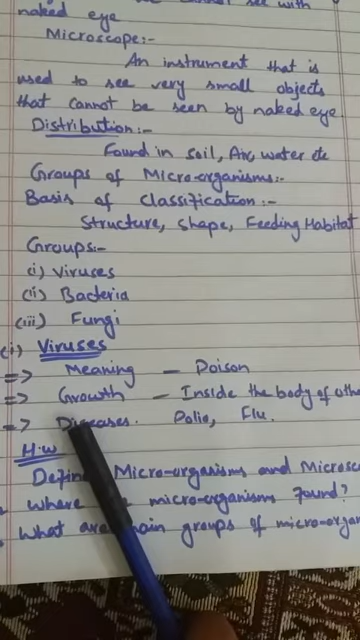 naked eye
Microscope:-
An instrument that is
used to see very small objects
that cannot be seen by naked eye.
Distribution:-
Found in soil, Air, water etc
Groups of Micro-organisms:-
Basis of Classification:-
Structure, Shape, Feeding Habitat
Groups:-
(i) Viruses
(ii) Bacteria
(iii) Fungi
(i) Viruses
=> Meaning — Poison
=> Growth — Inside the body of othe
=> Diseases. Polio, Flu.
H.w
Define Micro-organisms and Microsc
where micro-organisms found?
What are main groups of micro-organ